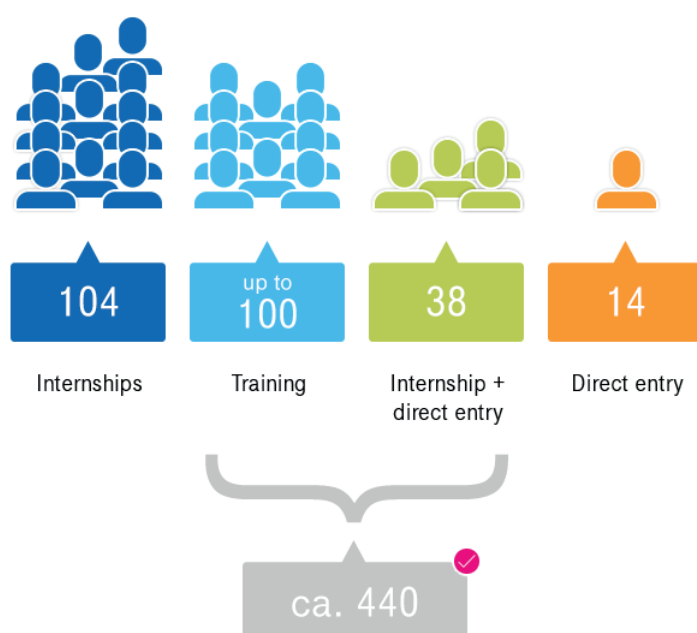 104
up to
100
38
14
Internships
Training
Internship +
direct entry
Direct entry
ca. 440